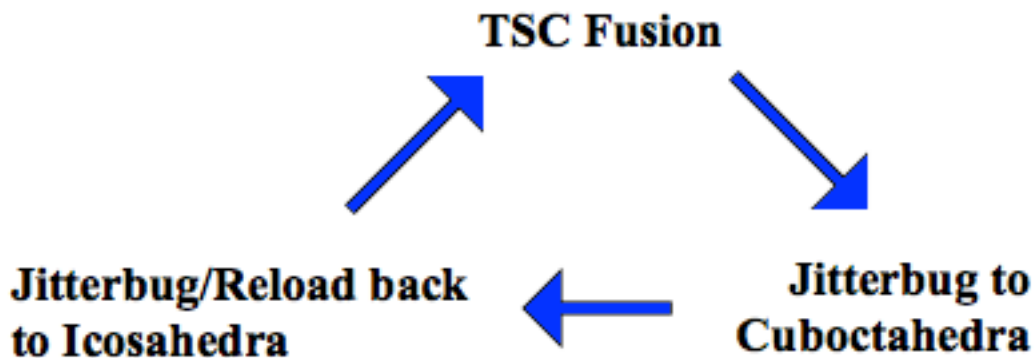 TSC Fusion
Jitterbug to
Cuboctahedra
Jitterbug/Reload back
to Icosahedra